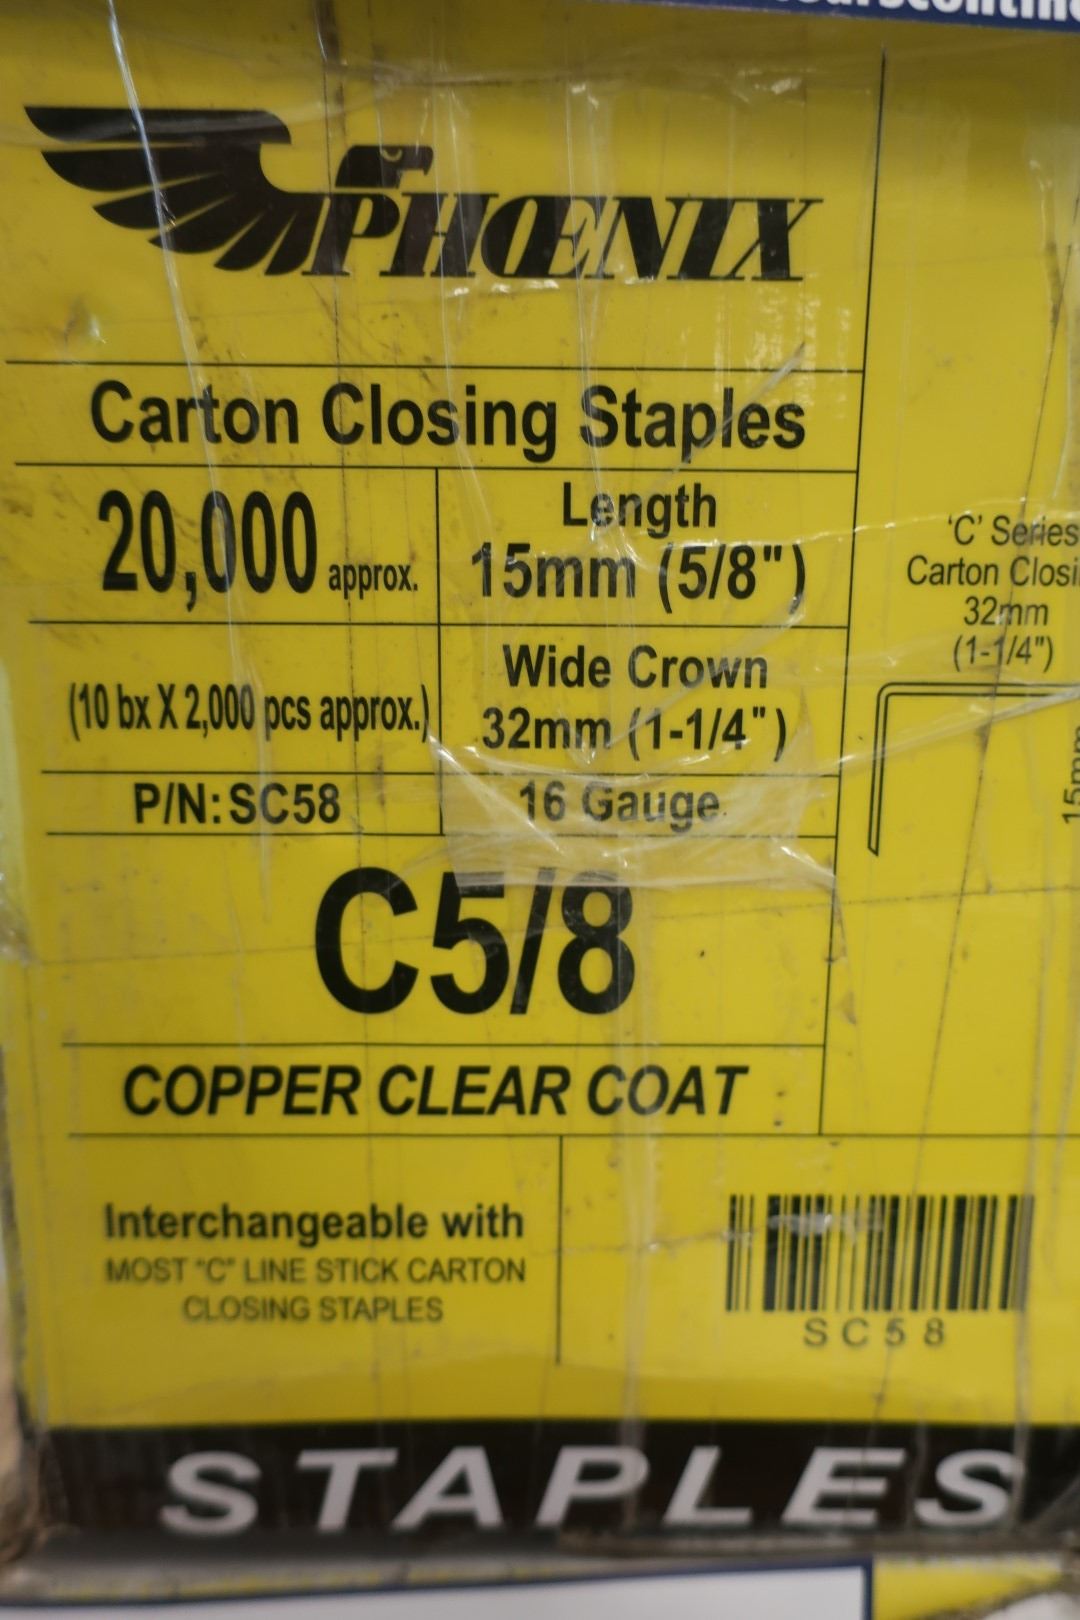 PHŒNIX
Carton Closing Staples
20,000 approx.
Length
15mm (5/8")
(10 bx X 2,000 pcs approx.)
Wide Crown
32mm (1-1/4")
P/N: SC58
16 Gauge
C5/8
COPPER CLEAR COAT
'C' Series
Carton
32mm
(1-1/4")
15mm
Interchangeable with
MOST "C" LINE STICK CARTON
CLOSING STAPLES
SC58
STAPLES